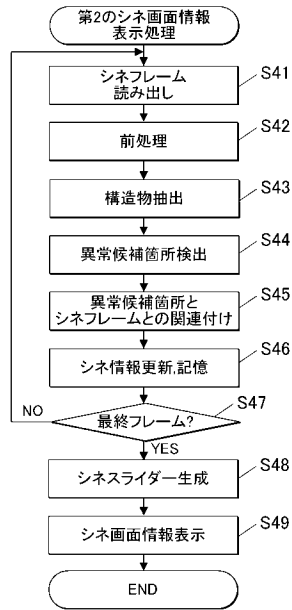 第2のシネ画面情報
表示処理
シネフレーム
読み出し
S41
前処理
S42
構造物抽出
S43
異常候補箇所検出
S44
異常候補箇所と
シネフレームとの関連付け
S45
シネ情報更新,記憶
S46
最終フレーム?
S47
NO
YES
シネスライダー生成
S48
シネ画面情報表示
S49
END